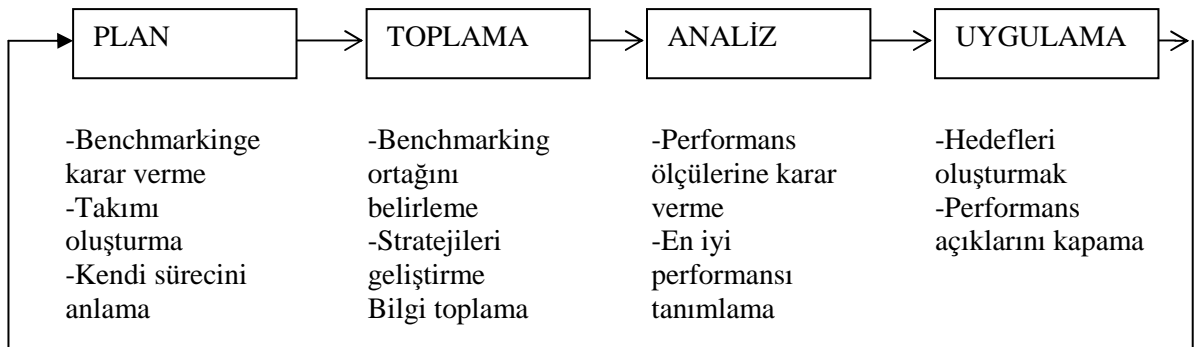 PLAN
TOPLAMA
ANALİZ
UYGULAMA
-Benchmarkinge
karar verme
-Takımı
oluşturma
-Kendi sürecini
anlama
-Benchmarking
ortağını
belirleme
-Stratejileri
geliştirme
Bilgi toplama
-Performans
ölçülerine karar
verme
-En iyi
performansı
tanımlama
-Hedefleri
oluşturmak
-Performans
açıklarını kapama